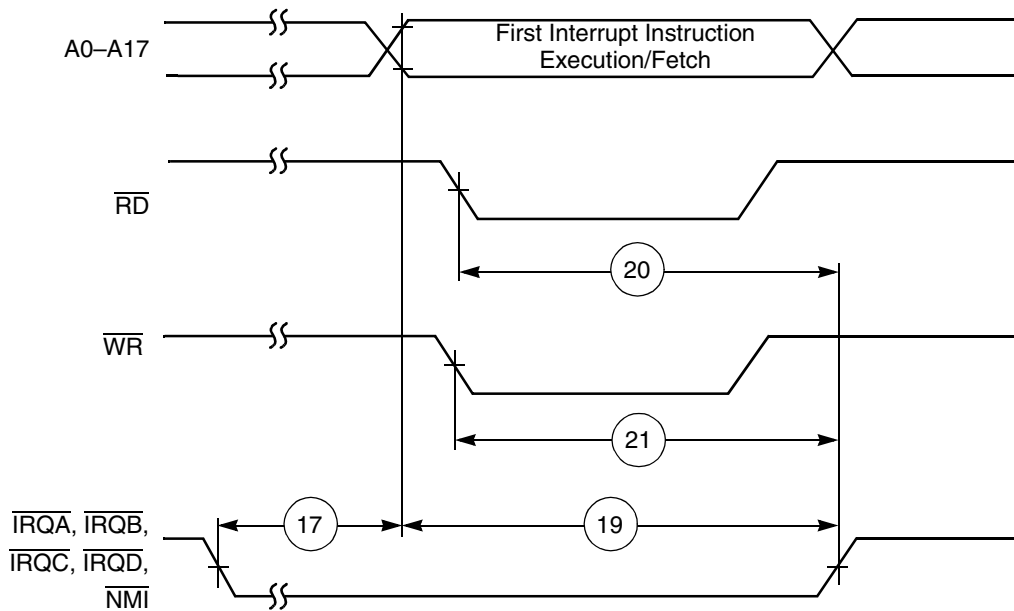 A0–A17
First Interrupt Instruction
Execution/Fetch
RD
20
WR
21
IRQA, IRQB,
IRQC, IRQD,
NMI
17
19